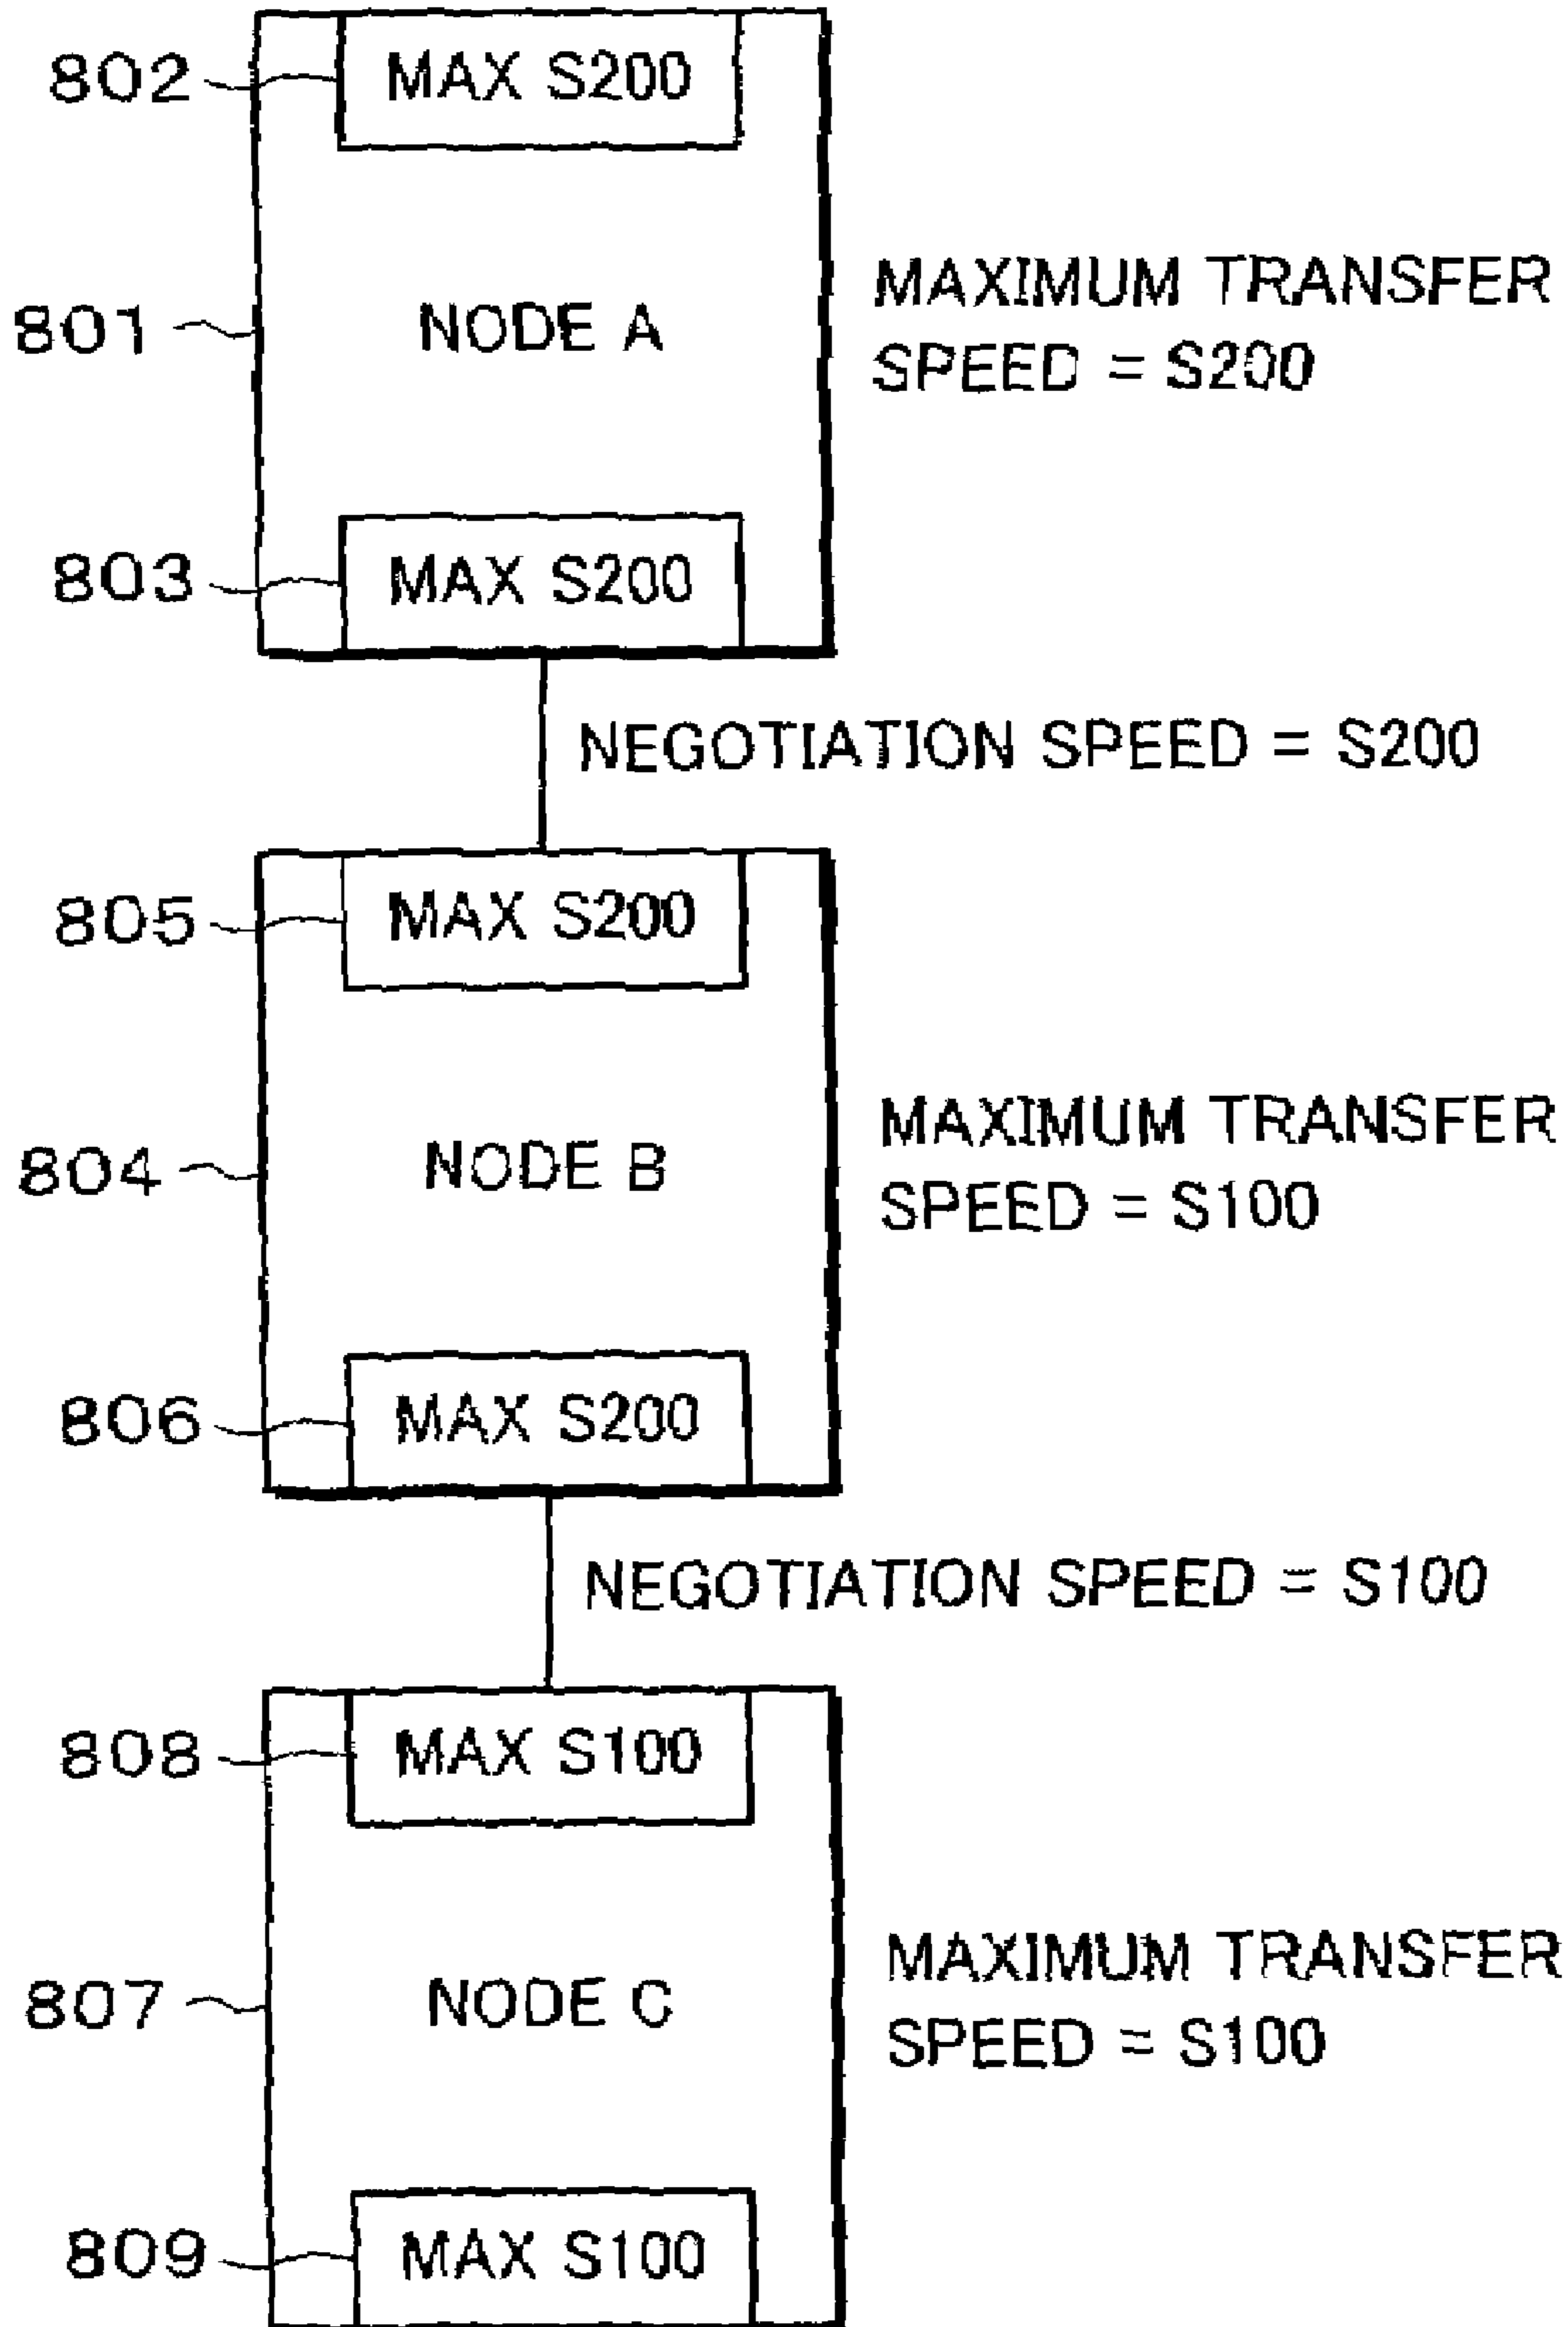 802
MAX S200
801
NODE A
MAXIMUM TRANSFER
SPEED = S200
803
MAX S200
NEGOTIATION SPEED = S200
805
MAX S200
804
NODE B
MAXIMUM TRANSFER
SPEED = S100
806
MAX S200
NEGOTIATION SPEED = S100
808
MAX S100
807
NODE C
MAXIMUM TRANSFER
SPEED = S100
809
MAX S100